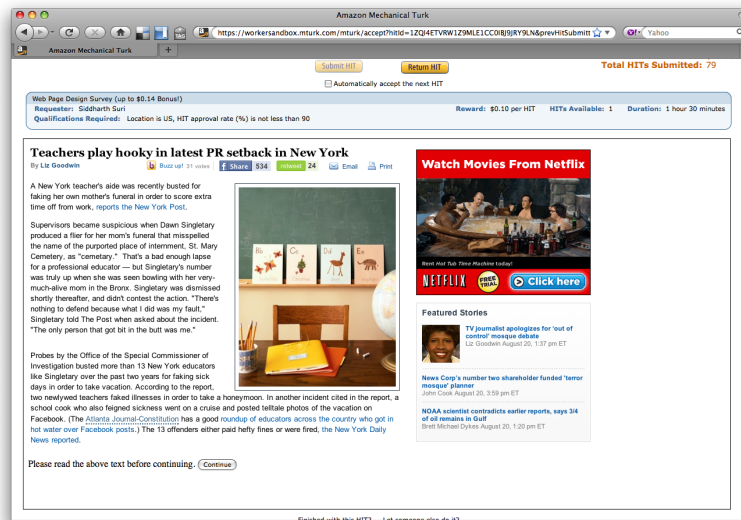 Amazon Mechanical Turk
https://workersandbox.mturk.com/mturk/accept?hitId=1ZQI4ETVRW1Z9MLE1CC0IBJ9JRY9LN&prevHitSubmitt
Yahoo
Amazon Mechanical Turk
Submit HIT
Return HIT
Total HITs Submitted: 79
Automatically accept the next HIT
Web Page Design Survey (up to $0.14 Bonus!)
Requester: Siddharth Suri
Reward: $0.10 per HIT
HITs Available: 1
Duration: 1 hour 30 minutes
Qualifications Required: Location is US, HIT approval rate (%) is not less than 90
Teachers play hooky in latest PR setback in New York
By Liz Goodwin
Buzz up! 31 votes
Share 534
retweet 24
Email
Print
A New York teacher's aide was recently busted for
faking her own mother's funeral in order to score extra
time off from work, reports the New York Post.
Supervisors became suspicious when Dawn Singletary
produced a flier for her mom's funeral that misspelled
the name of the purported place of internment, St. Mary
Cemetery, as "cemetary." That's a bad enough lapse
for a professional educator — but Singletary's number
was truly up when she was seen bowling with her very-
much-alive mom in the Bronx. Singletary was dismissed
shortly thereafter, and didn't contest the action. "There's
nothing to defend because what I did was my fault,"
Singletary told The Post when asked about the incident.
"The only person that got bit in the butt was me."
Probes by the Office of the Special Commissioner of
Investigation busted more than 13 New York educators
like Singletary over the past two years for faking sick
days in order to take vacation. According to the report,
two newlywed teachers faked illnesses in order to take a honeymoon. In another incident cited in the report, a
school cook who also feigned sickness went on a cruise and posted telltale photos of the vacation on
Facebook. (The Atlanta Journal-Constitution has a good roundup of educators across the country who got in
hot water over Facebook posts.) The 13 offenders either paid hefty fines or were fired, the New York Daily
News reported.
Please read the above text before continuing. Continue
Watch Movies From Netflix
Rent Hot Tub Time Machine today!
NETFLIX
FREE
TRIAL
Click here
Featured Stories
TV journalist apologizes for 'out of
control' mosque debate
Liz Goodwin August 20, 1:37 pm ET
News Corp's number two shareholder funded 'terror
mosque' planner
John Cook August 20, 3:59 pm ET
NOAA scientist contradicts earlier reports, says 3/4
of oil remains in Gulf
Brett Michael Dykes August 20, 1:20 pm ET
Finished with this HIT? Let someone else do it?